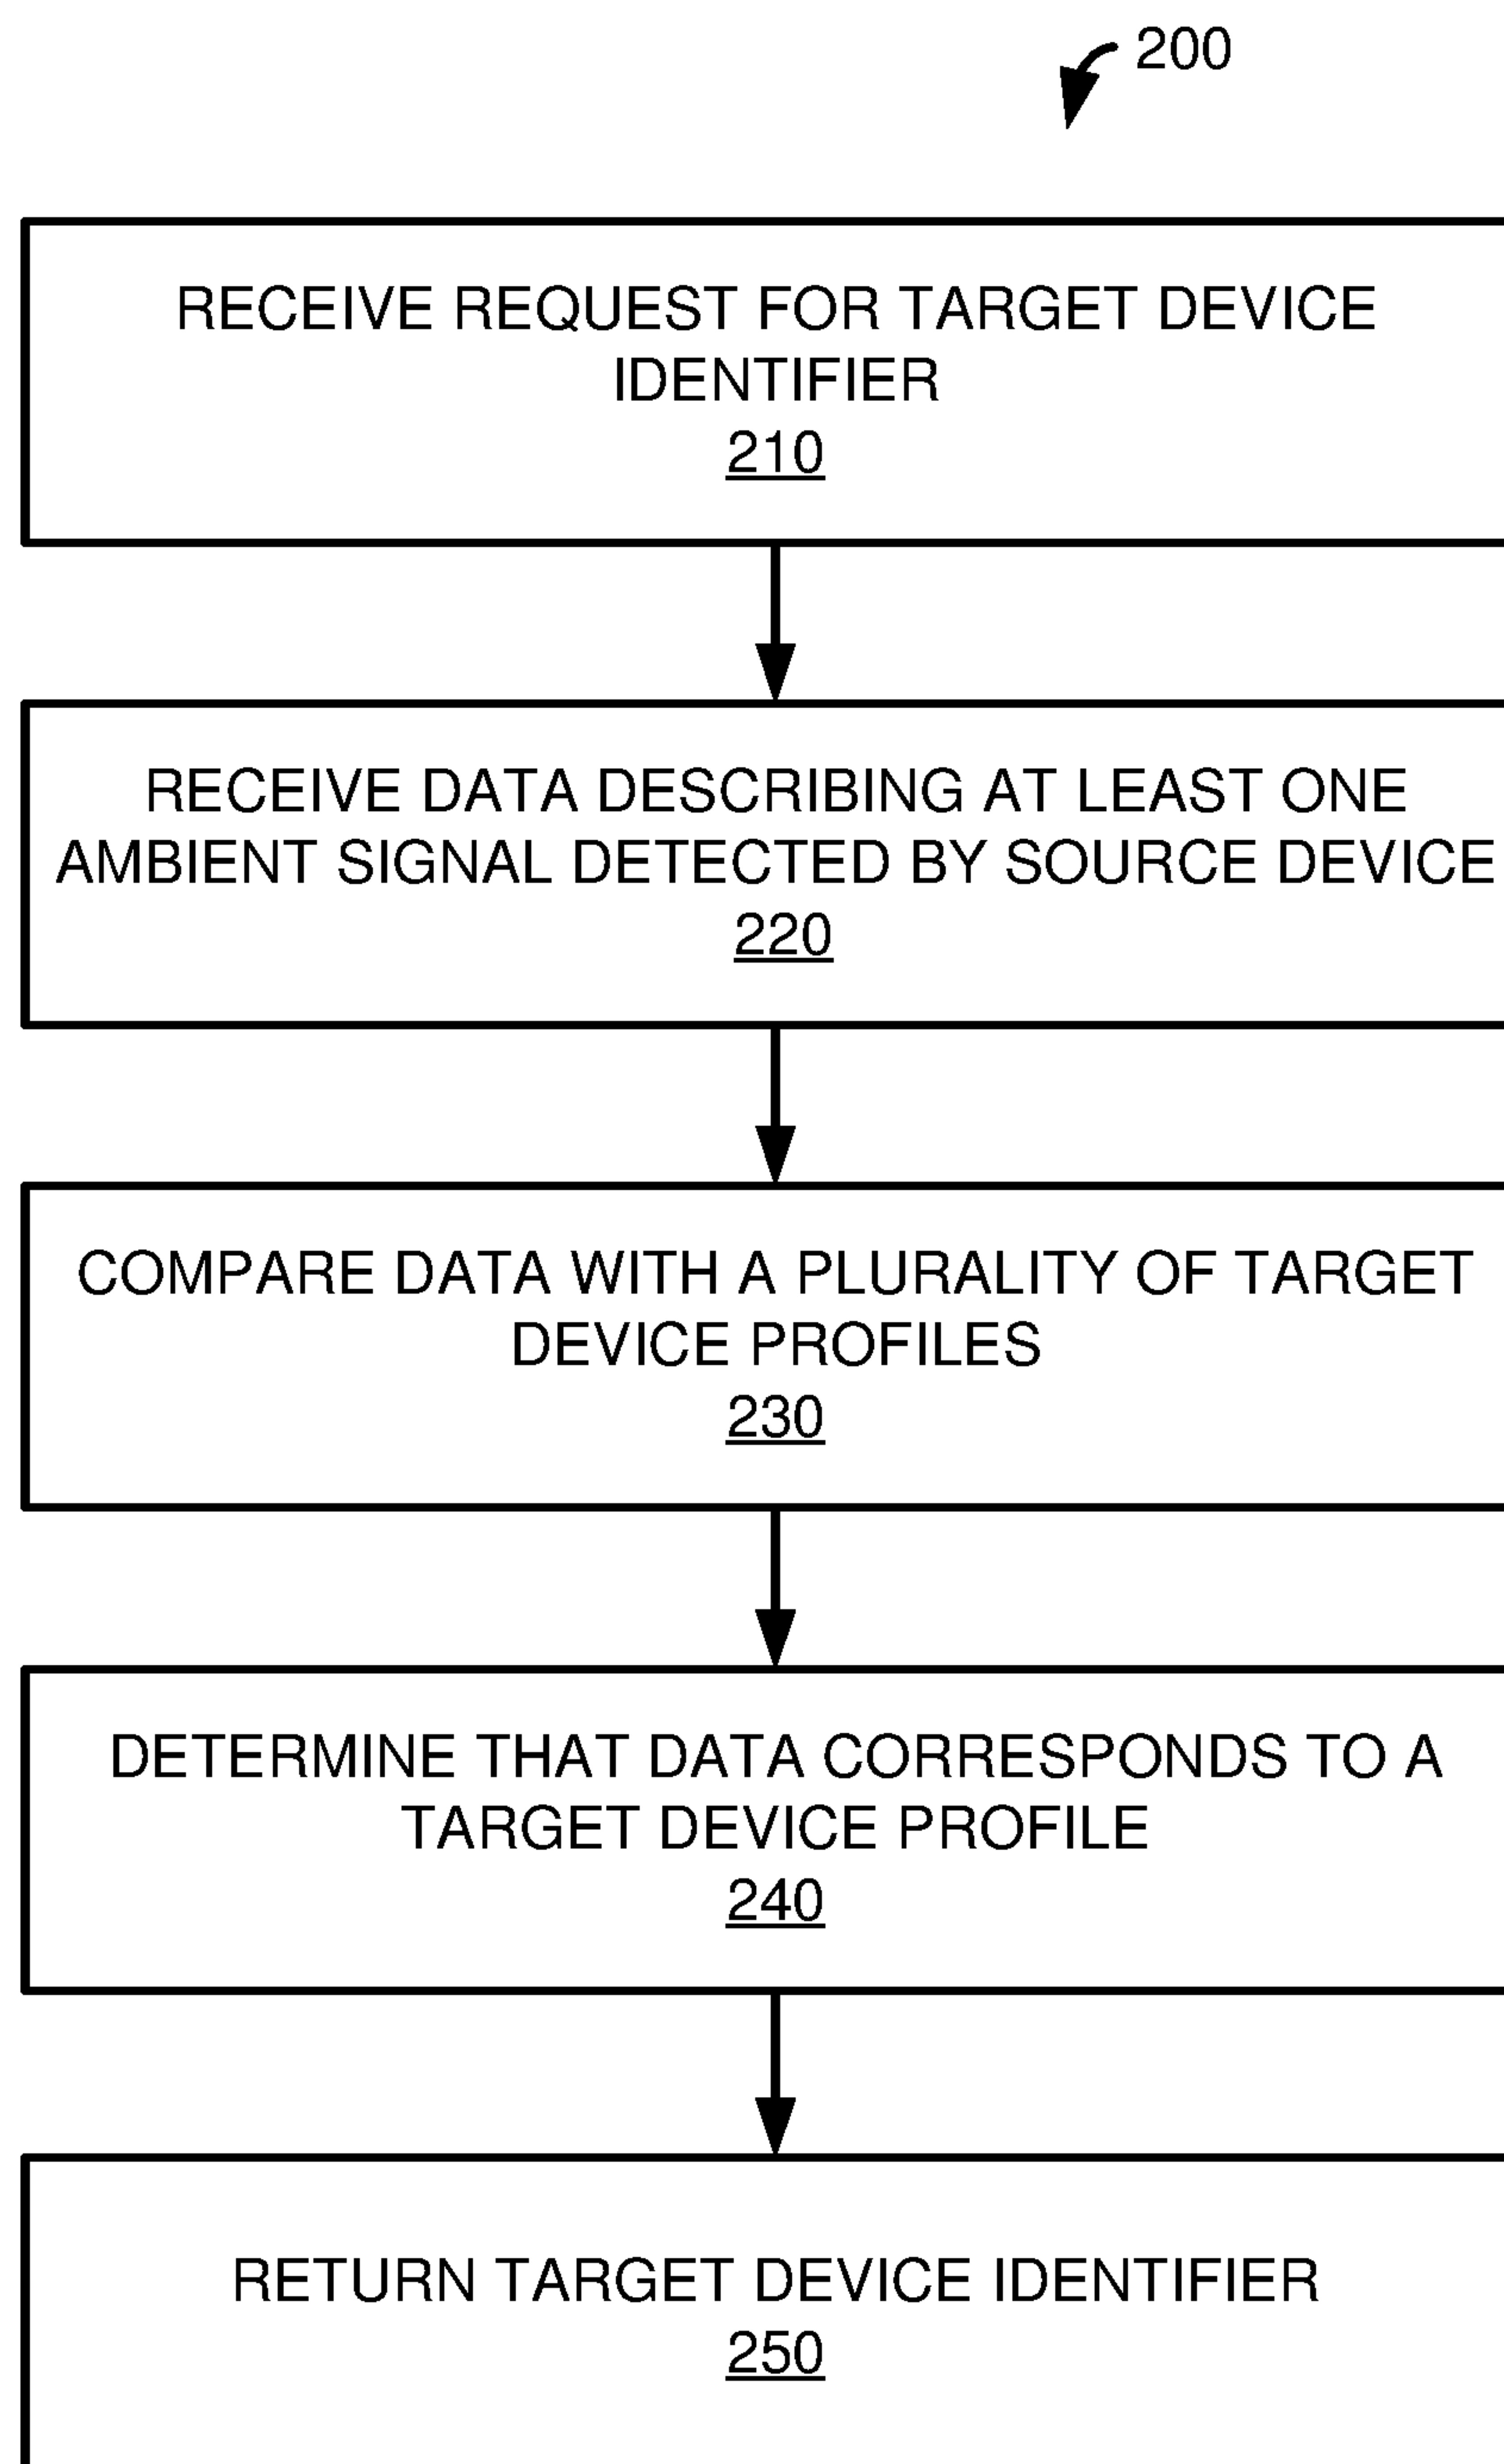 200
RECEIVE REQUEST FOR TARGET DEVICE
IDENTIFIER
210
RECEIVE DATA DESCRIBING AT LEAST ONE
AMBIENT SIGNAL DETECTED BY SOURCE DEVICE
220
COMPARE DATA WITH A PLURALITY OF TARGET
DEVICE PROFILES
230
DETERMINE THAT DATA CORRESPONDS TO A
TARGET DEVICE PROFILE
240
RETURN TARGET DEVICE IDENTIFIER
250